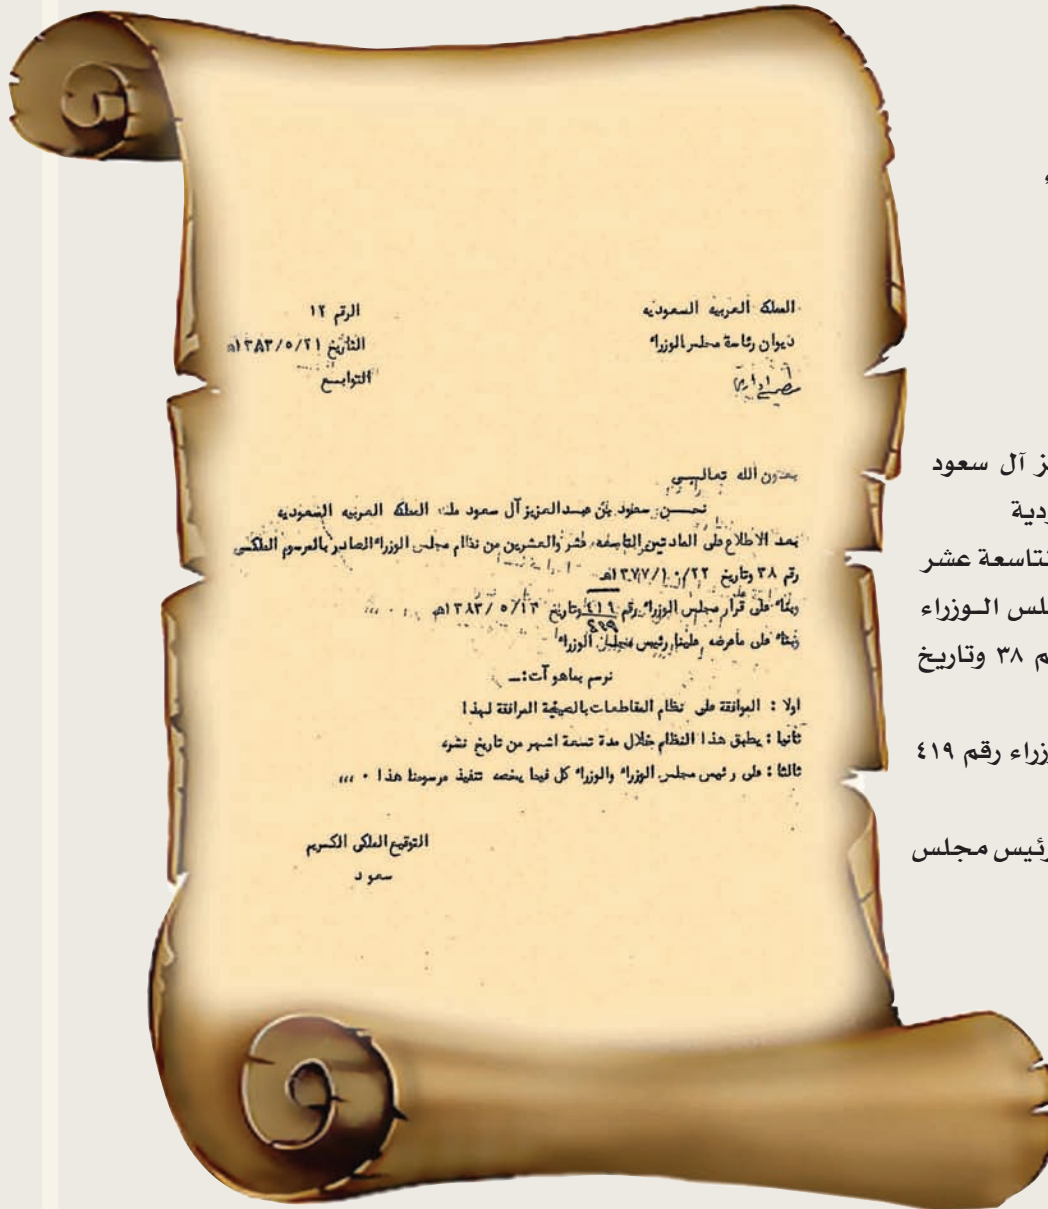 المملكة العربية السعودية
ديوان رئاسة مجلس الوزراء
الرقم ١٢
التاريخ ١٣٨٣/٥/٢١هـ
التوابع
بعون الله تعالى
نحن سعود بن عبدالعزيز آل سعود ملك المملكة العربية السعودية
بعد الاطلاع على المادتين التاسعة عشر والعشرين من نظام مجلس الوزراء الصادر بالمرسوم الملكي
رقم ٣٨ وتاريخ ١٣٧٧/١٠/٢٢هـ
وبناء على قرار مجلس الوزراء رقم ٤١٩ وتاريخ ١٣٨٣/٥/١٣هـ ،،،
٤١٩
وبناء على ماعرضه علينا رئيس مجلس الوزراء
نرسم بماهو آت :ــ
اولا : الموافقة على نظام المقاطعات بالصيغة المرافقة لهذا
ثانيا : يطبق هذا النظام خلال مدة تسعة اشهر من تاريخ نشره
ثالثا : على رئيس مجلس الوزراء والوزراء كل فيما يخصه تنفيذ مرسومنا هذا ٠ ،،،
التوقيع الملكي الكريم
سعود
ز آل سعود
ودية
لتاسعة عشر
لس الـوزراء
م ٣٨ وتاريخ
زراء رقم ٤١٩
رئيس مجلس